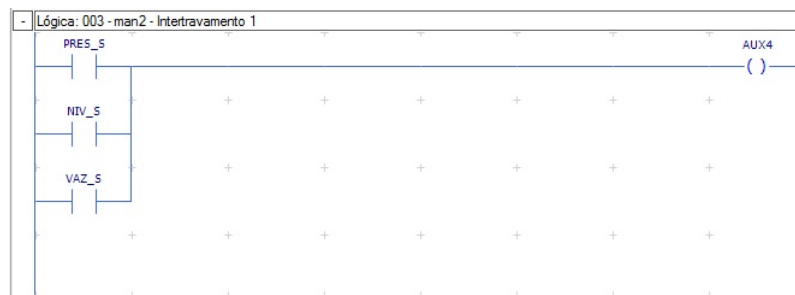 - Lógica: 003 - man2 - Intertravamento 1
PRES_S
AUX4
NIV_S
VAZ_S